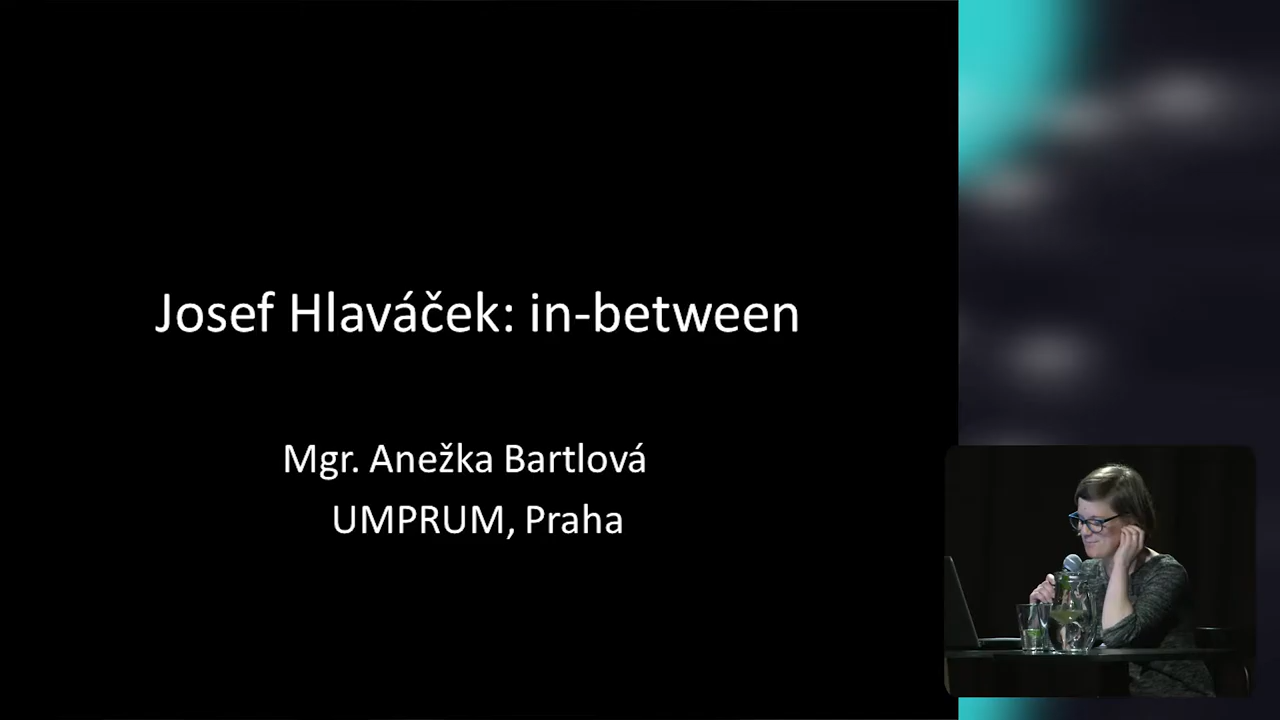 Josef Hlaváček: in-between
Mgr. Anežka Bartlová
UMPRUM, Praha